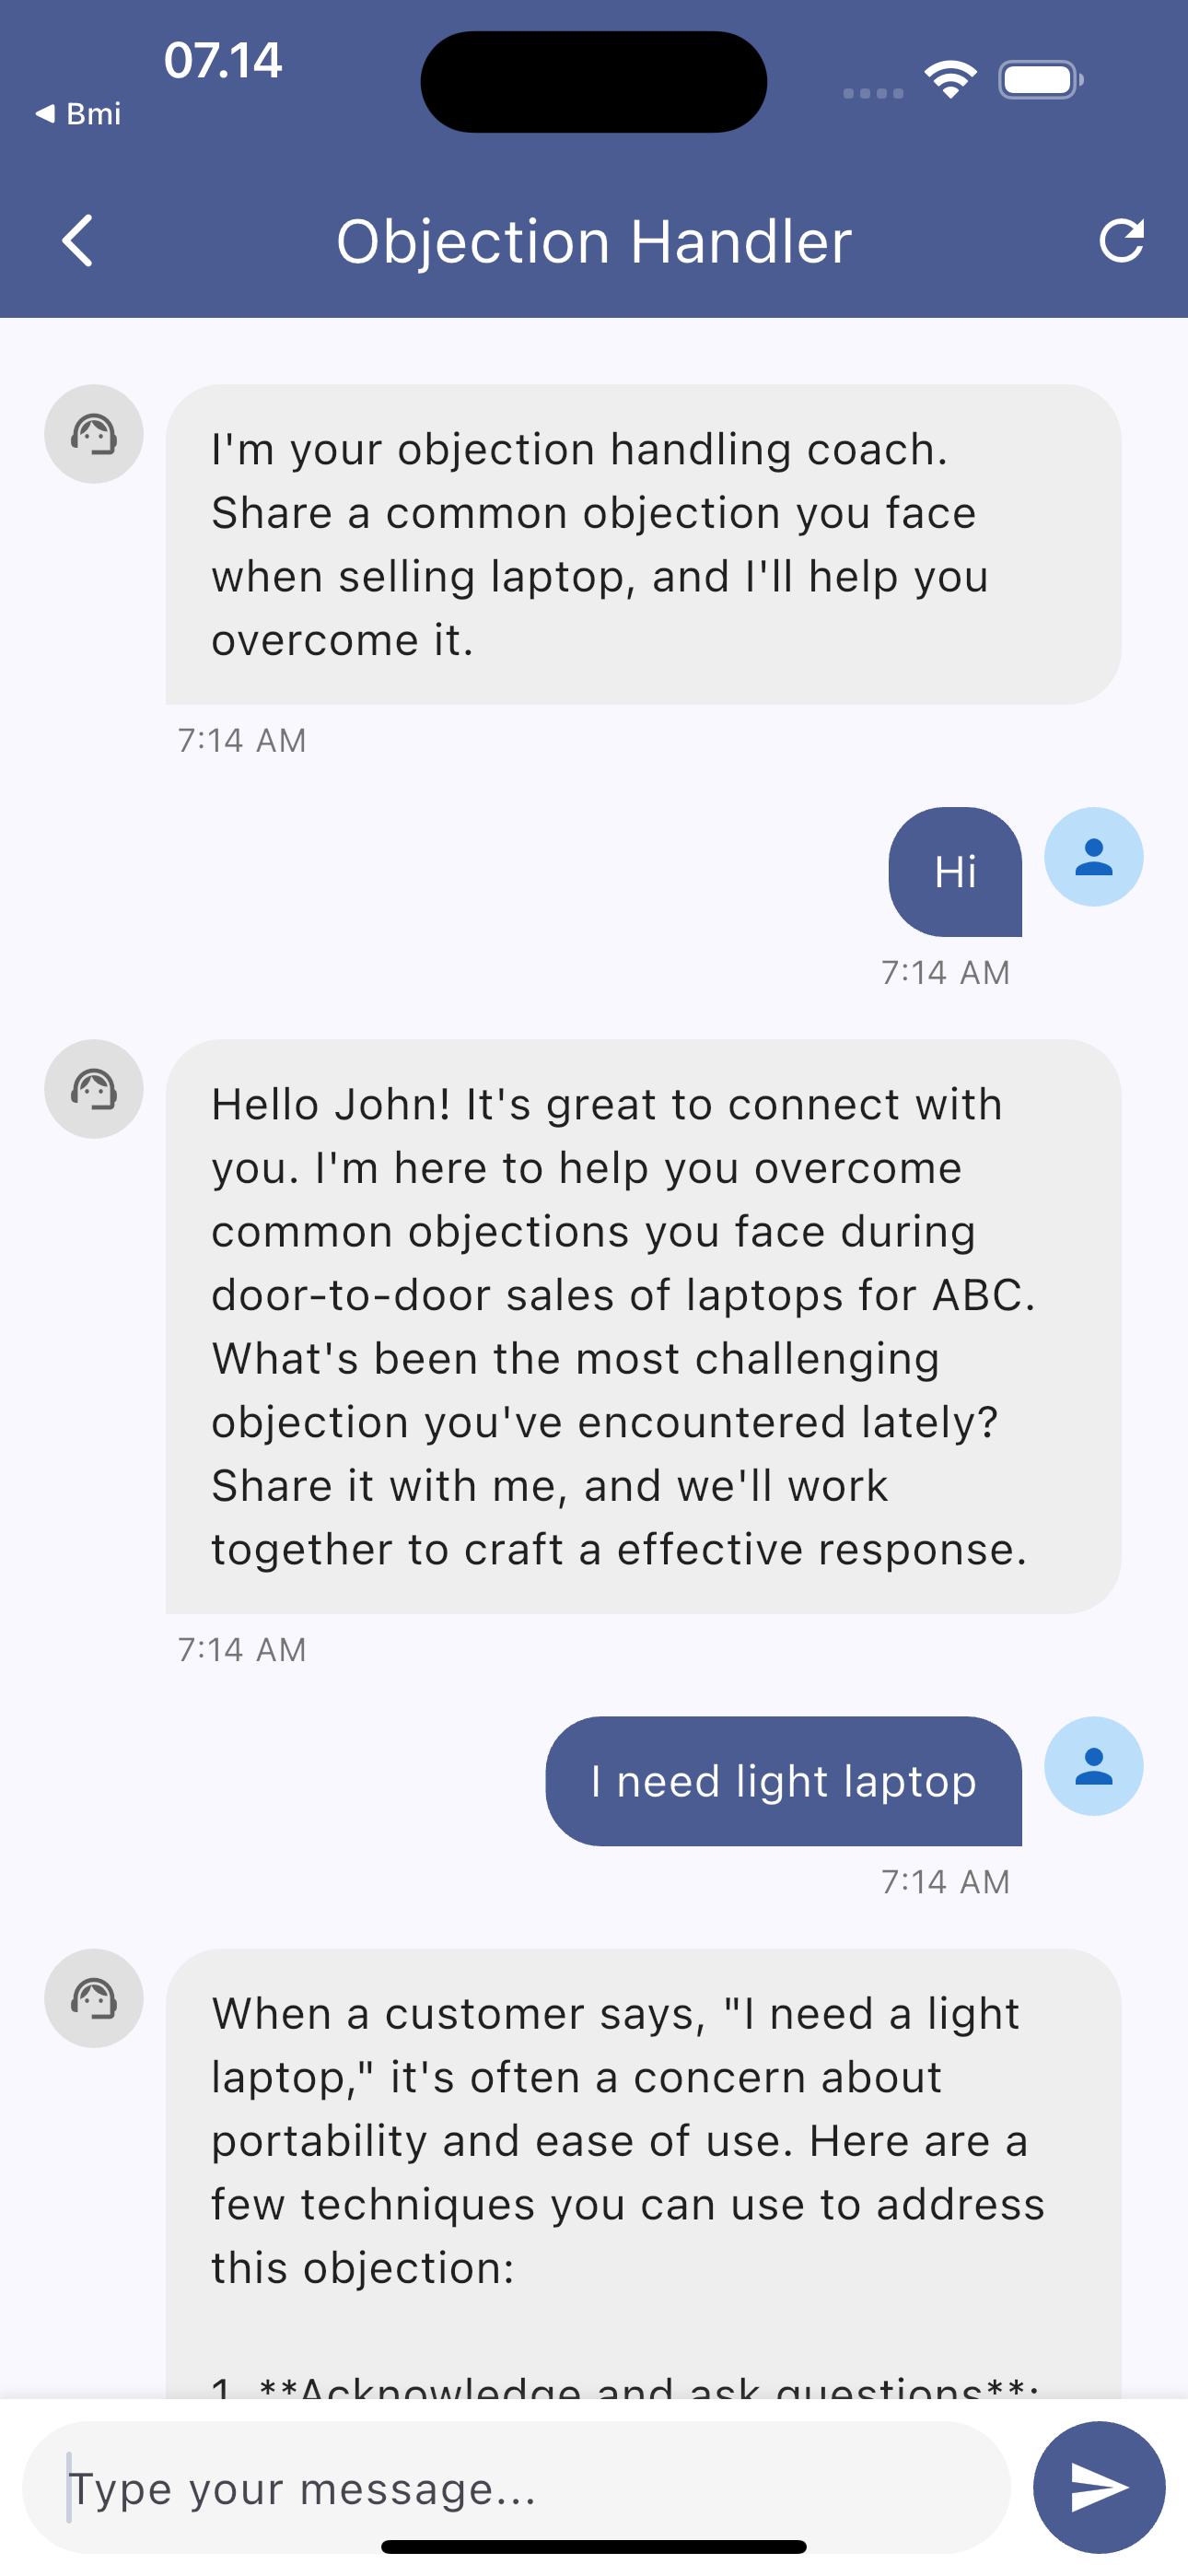 07.14
Bmi
Objection Handler
I'm your objection handling coach.
Share a common objection you face
when selling laptop, and I'll help you
overcome it.
7:14 AM
Hi
7:14 AM
Hello John! It's great to connect with
you. I'm here to help you overcome
common objections you face during
door-to-door sales of laptops for ABC.
What's been the most challenging
objection you've encountered lately?
Share it with me, and we'll work
together to craft a effective response.
7:14 AM
I need light laptop
7:14 AM
When a customer says, "I need a light
laptop," it's often a concern about
portability and ease of use. Here are a
few techniques you can use to address
this objection:
1. **Acknowledge and ask questions**:
Type your message...